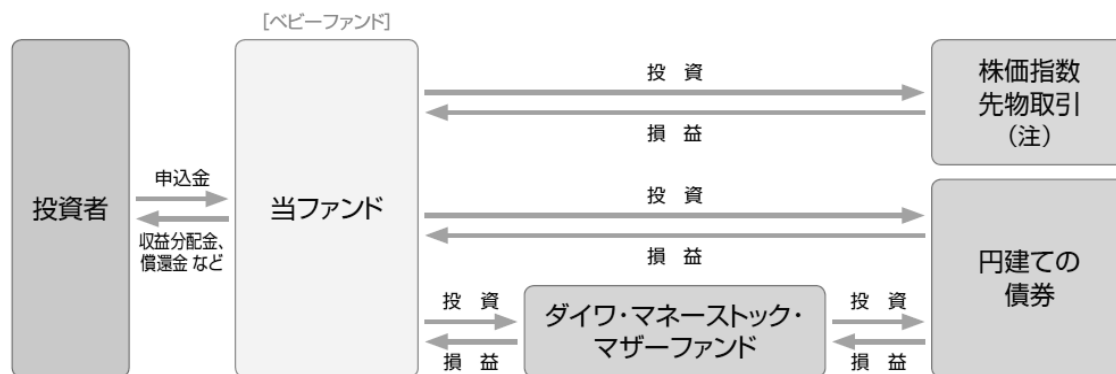 [ベビーファンド]
投資者
申込金
収益分配金、
償還金 など
当ファンド
投 資
損 益
株価指数
先物取引
(注)
投 資
損 益
円建ての
債券
投 資
損 益
ダイワ・マネーストック・
マザーファンド
投 資
損 益